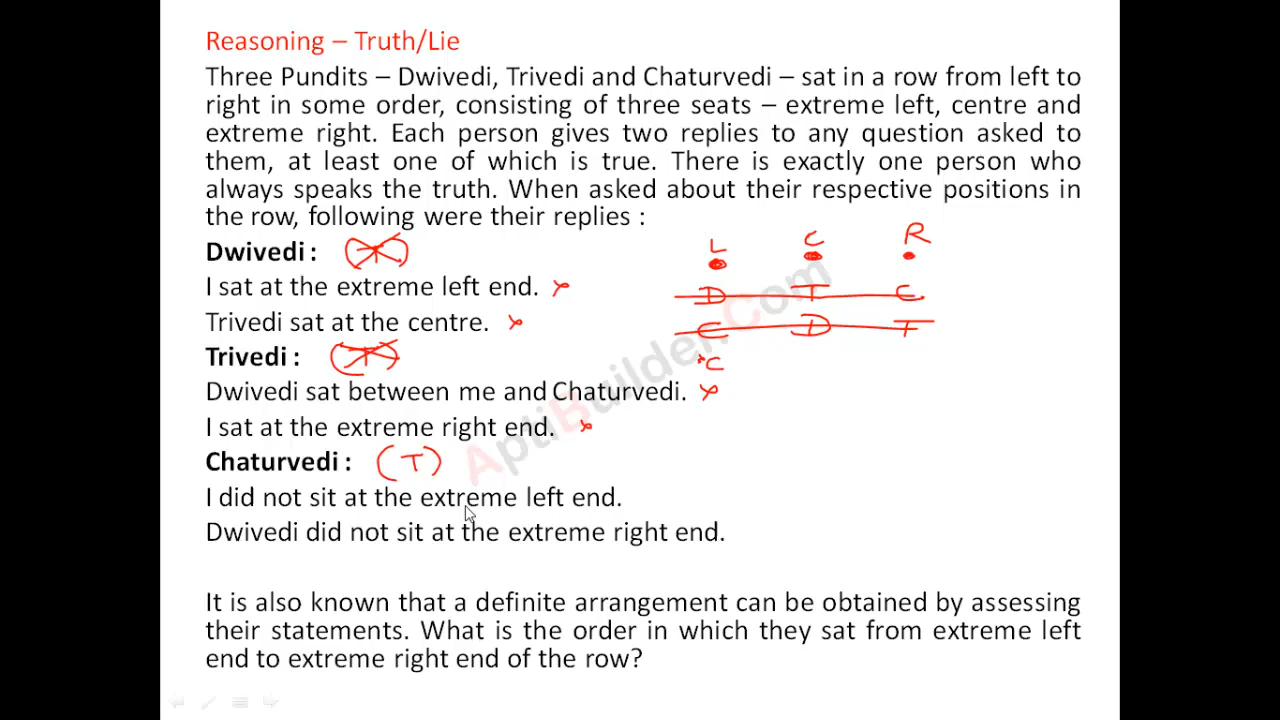 Reasoning – Truth/Lie
Three Pundits – Dwivedi, Trivedi and Chaturvedi – sat in a row from left to
right in some order, consisting of three seats – extreme left, centre and
extreme right. Each person gives two replies to any question asked to
them, at least one of which is true. There is exactly one person who
always speaks the truth. When asked about their respective positions in
the row, following were their replies :
Dwivedi : (T)
L C R
I sat at the extreme left end. ×
D T C
Trivedi sat at the centre. ×
C D T
Trivedi : (T)
C
Dwivedi sat between me and Chaturvedi. ×
I sat at the extreme right end. ×
AptiBuilder.Com
Chaturvedi : (T)
I did not sit at the extreme left end.
Dwivedi did not sit at the extreme right end.
It is also known that a definite arrangement can be obtained by assessing
their statements. What is the order in which they sat from extreme left
end to extreme right end of the row?